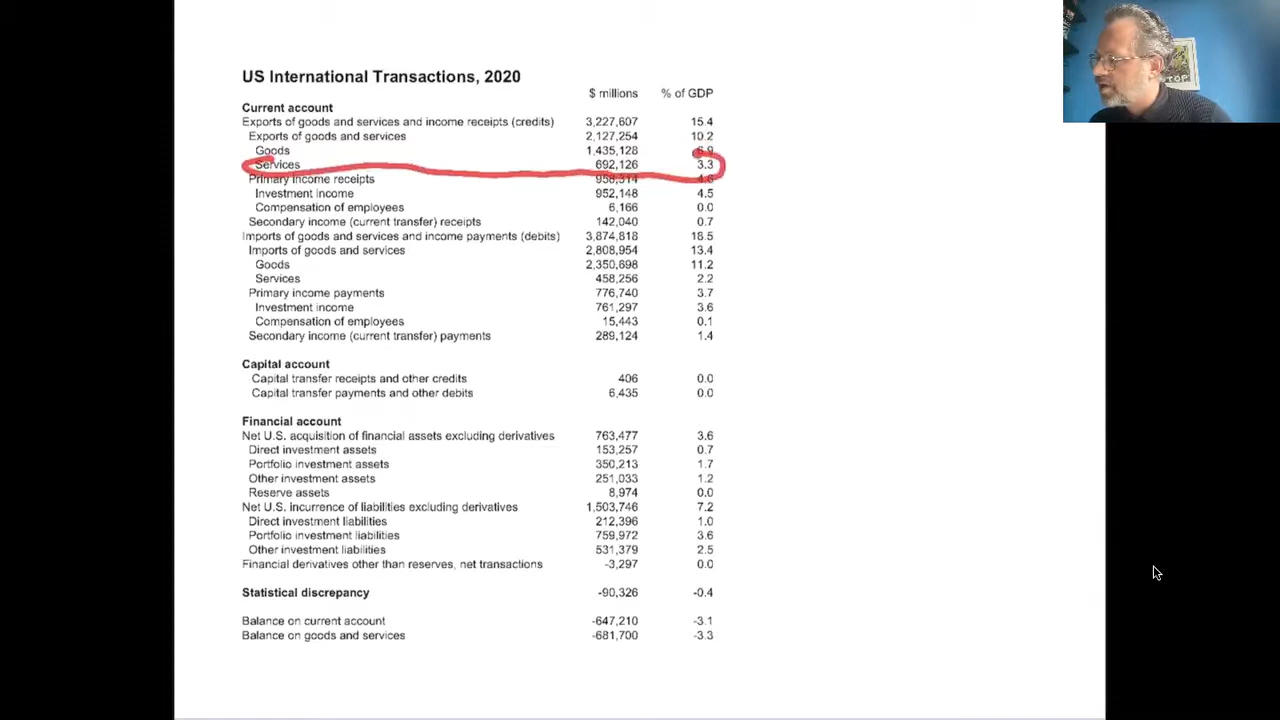 US International Transactions, 2020
$ millions % of GDP
Current account
Exports of goods and services and income receipts (credits) 3,227,607 15.4
Exports of goods and services 2,127,254 10.2
Goods 1,435,128 6.9
Services 692,126 3.3
Primary income receipts 958,314 4.6
Investment income 952,148 4.5
Compensation of employees 6,166 0.0
Secondary income (current transfer) receipts 142,040 0.7
Imports of goods and services and income payments (debits) 3,874,818 18.5
Imports of goods and services 2,808,954 13.4
Goods 2,350,698 11.2
Services 458,256 2.2
Primary income payments 776,740 3.7
Investment income 761,297 3.6
Compensation of employees 15,443 0.1
Secondary income (current transfer) payments 289,124 1.4
Capital account
Capital transfer receipts and other credits 406 0.0
Capital transfer payments and other debits 6,435 0.0
Financial account
Net U.S. acquisition of financial assets excluding derivatives 763,477 3.6
Direct investment assets 153,257 0.7
Portfolio investment assets 350,213 1.7
Other investment assets 251,033 1.2
Reserve assets 8,974 0.0
Net U.S. incurrence of liabilities excluding derivatives 1,503,746 7.2
Direct investment liabilities 212,396 1.0
Portfolio investment liabilities 759,972 3.6
Other investment liabilities 531,379 2.5
Financial derivatives other than reserves, net transactions -3,297 0.0
Statistical discrepancy -90,326 -0.4
Balance on current account -647,210 -3.1
Balance on goods and services -681,700 -3.3